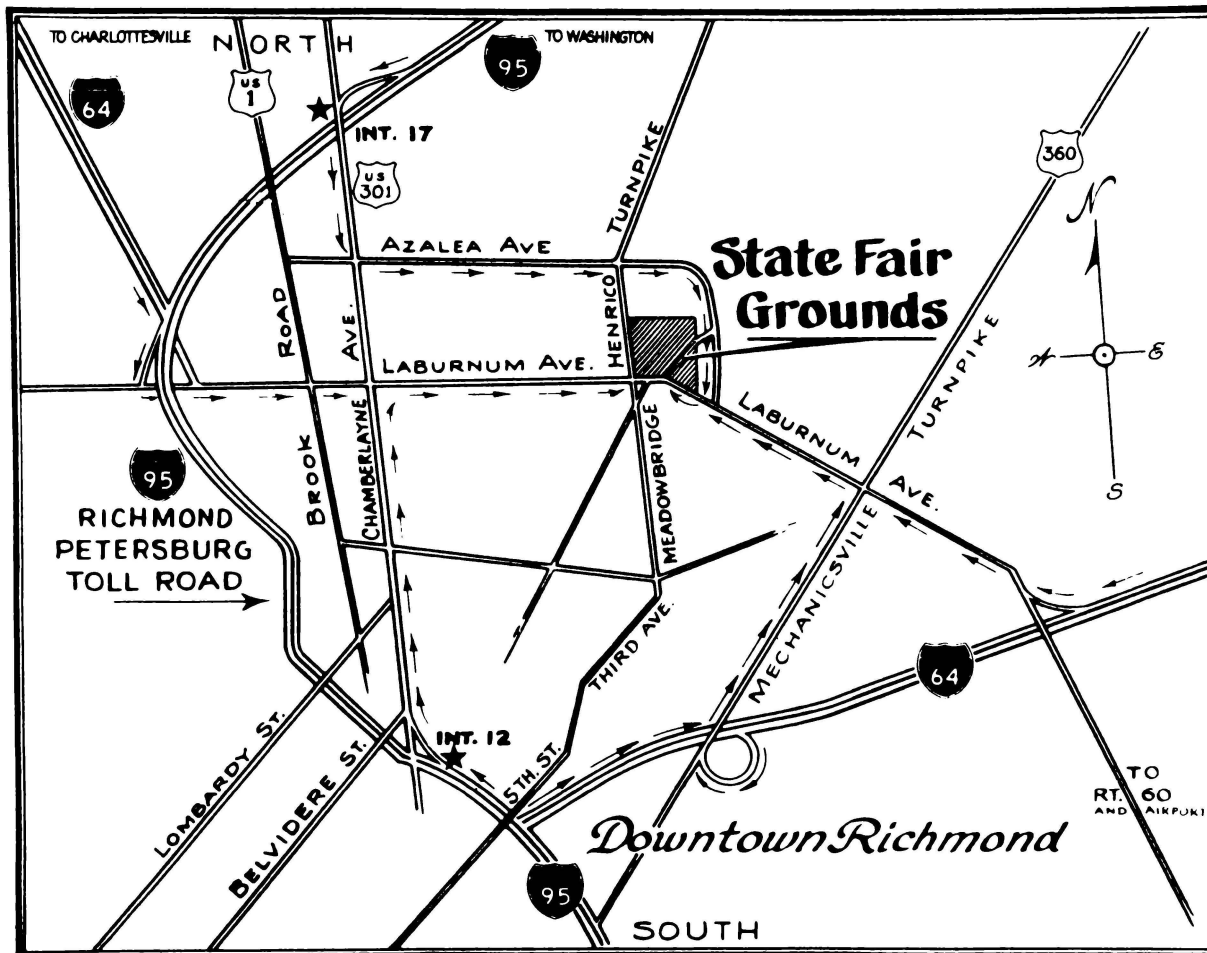 TO CHARLOTTESVILLE
NORTH
TO WASHINGTON
64
US
1
95
INT. 17
US
301
TURNPIKE
360
N
AZALEA AVE
State Fair
Grounds
ROAD
AVE.
HENRICO
LABURNUM AVE.
E
S
TURNPIKE
LABURNUM
AVE.
95
BROOK
CHAMBERLAYNE
MEADOWBRIDGE
RICHMOND
PETERSBURG
TOLL ROAD
THIRD AVE.
MECHANICSVILLE
64
LOMBARDY ST.
BELVIDERE ST.
INT. 12
5TH. ST.
TO
RT. 60
AND AIRPORT
Downtown Richmond
95
SOUTH